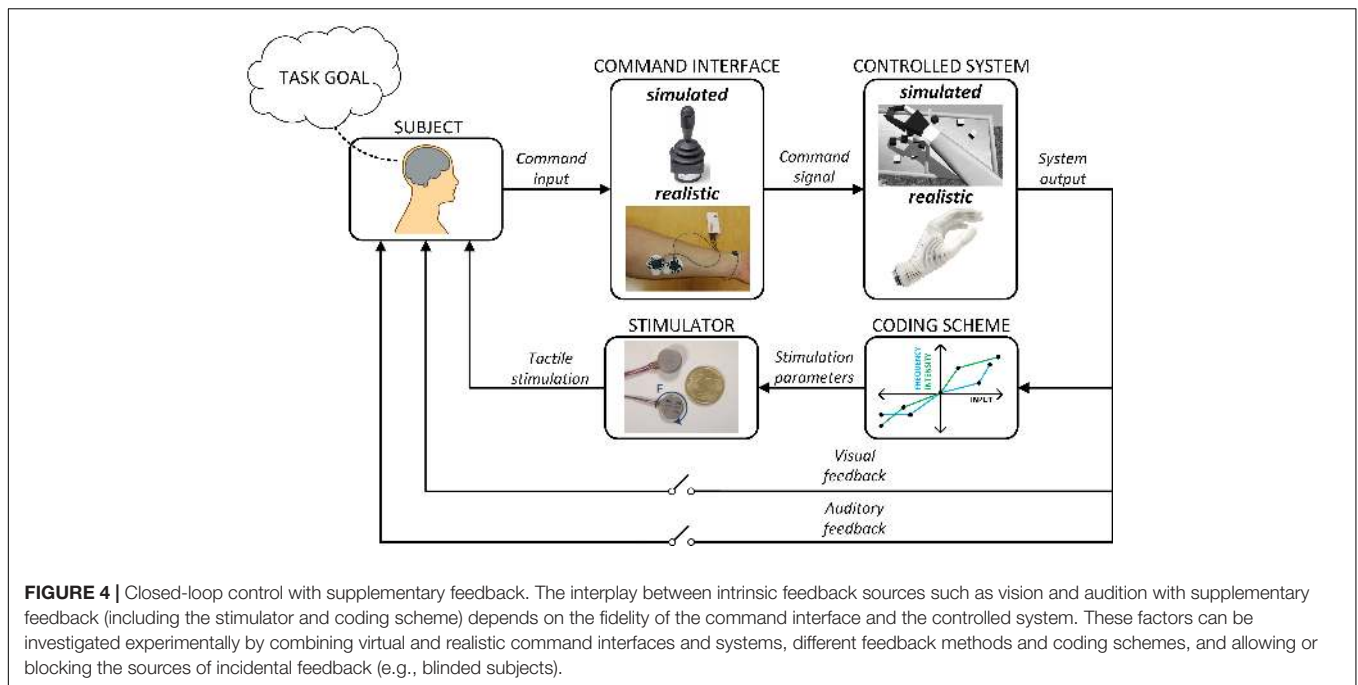 TASK GOAL
SUBJECT
Command
input
COMMAND INTERFACE
simulated
realistic
Command
signal
CONTROLLED SYSTEM
simulated
realistic
System
output
STIMULATOR
F
Tactile
stimulation
Stimulation
parameters
CODING SCHEME
FREQUENCY
INTENSITY
INPUT
Visual
feedback
Auditory
feedback
FIGURE 4 | Closed-loop control with supplementary feedback. The interplay between intrinsic feedback sources such as vision and audition with supplementary
feedback (including the stimulator and coding scheme) depends on the fidelity of the command interface and the controlled system. These factors can be
investigated experimentally by combining virtual and realistic command interfaces and systems, different feedback methods and coding schemes, and allowing or
blocking the sources of incidental feedback (e.g., blinded subjects).